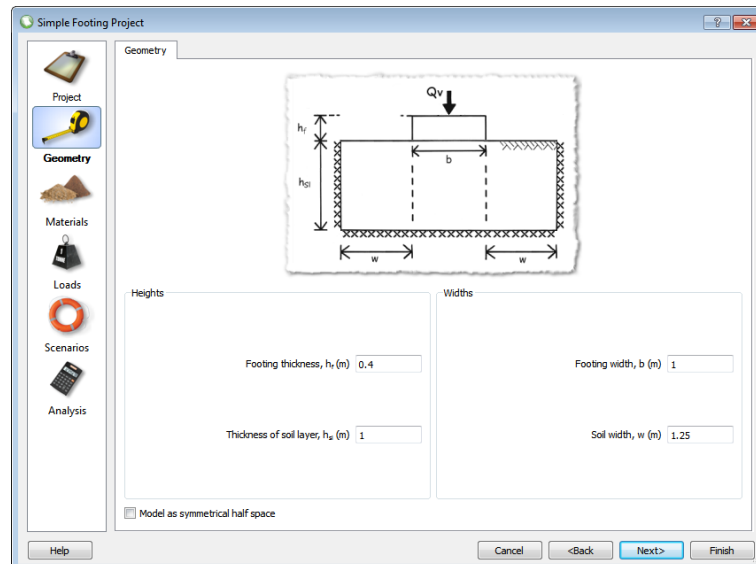 Simple Footing Project
Project
Geometry
Materials
Loads
Scenarios
Analysis
Geometry
Qv
hf
b
hSl
w
w
Heights
Footing thickness, hf (m) 0.4
Thickness of soil layer, hsl (m) 1
Widths
Footing width, b (m) 1
Soil width, w (m) 1.25
Model as symmetrical half space
Help
Cancel
<Back
Next>
Finish